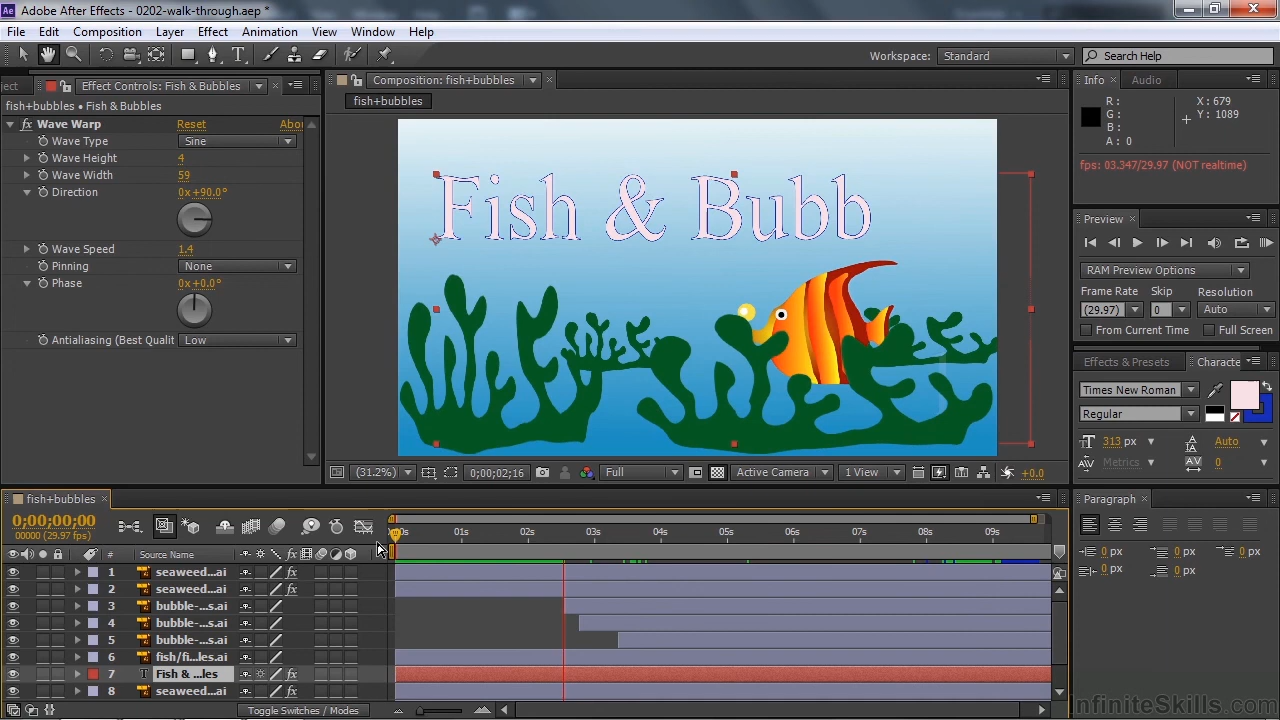 Ae Adobe After Effects - 0202-walk-through.aep *
File Edit Composition Layer Effect Animation View Window Help
Workspace: Standard
Search Help
ject Effect Controls: Fish & Bubbles
fish+bubbles • Fish & Bubbles
fx Wave Warp Reset Abo
Wave Type Sine
Wave Height 4
Wave Width 59
Direction 0x+90.0°
Wave Speed 1.4
Pinning None
Phase 0x+0.0°
Antialiasing (Best Qualit Low
Composition: fish+bubbles
fish+bubbles
Fish & Bubb
(31.2%) 0;00;02;16 Full Active Camera 1 View +0.0
Info Audio
R: X: 679
G: Y: 1089
B:
A: 0
fps: 03.347/29.97 (NOT realtime)
Preview
RAM Preview Options
Frame Rate Skip Resolution
(29.97) 0 Auto
From Current Time Full Screen
Effects & Presets Characte
Times New Roman
Regular
313 px Auto
Metrics 0
Paragraph
0 px 0 px 0 px
0 px 0 px
fish+bubbles
0;00;00;00
00000 (29.97 fps)
00s 01s 02s 03s 04s 05s 06s 07s 08s 09s
# Source Name fx
1 seaweed...ai fx
2 seaweed...ai fx
3 bubble-...s.ai
4 bubble-...s.ai
5 bubble-...s.ai
6 fish/fi...les.ai
7 T Fish & ...les fx
8 seaweed...ai fx
Toggle Switches / Modes
InfiniteSkills.com